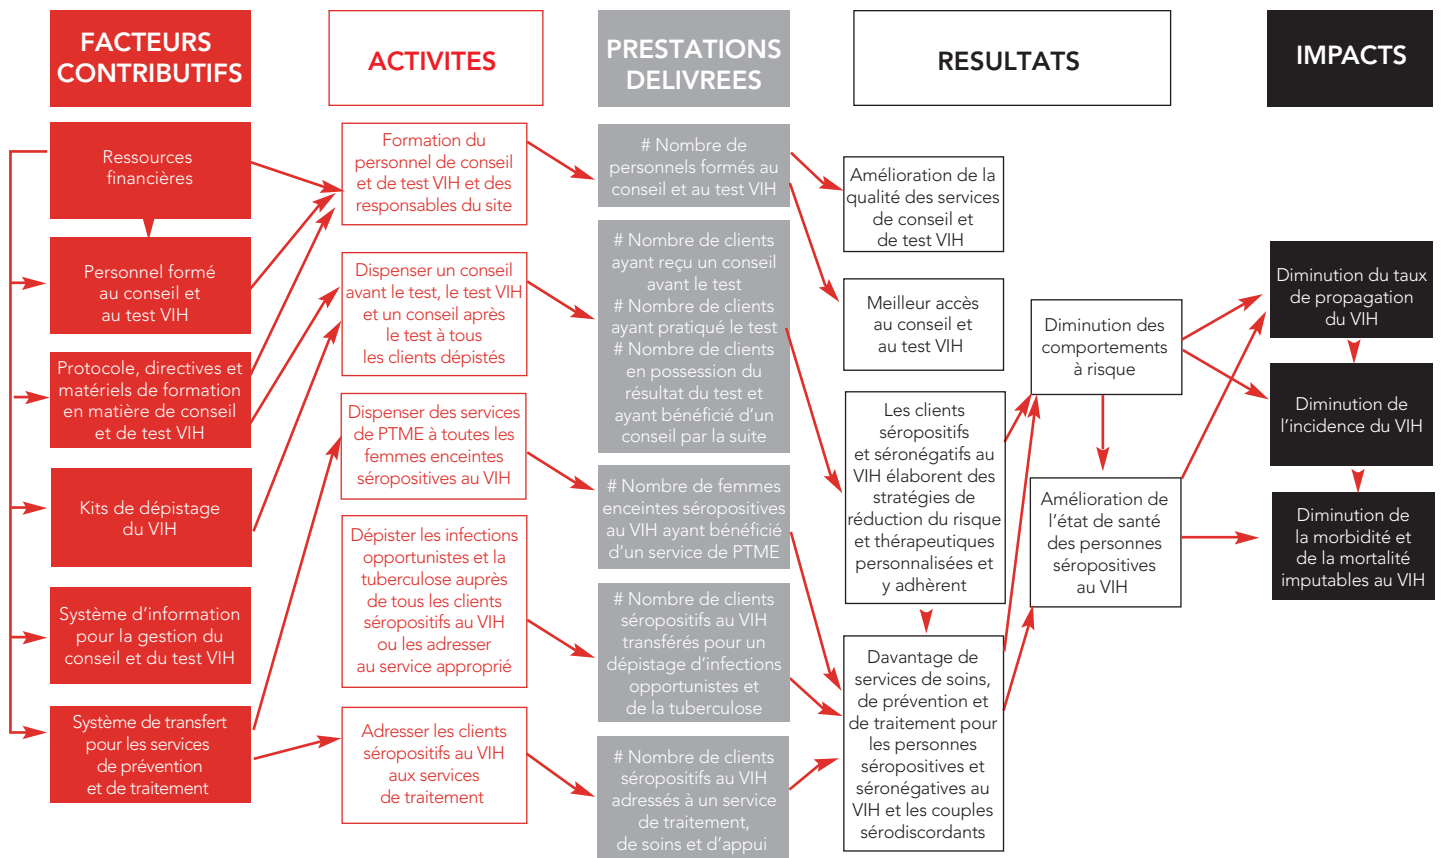 FACTEURS
CONTRIBUTIFS
ACTIVITES
PRESTATIONS
DELIVREES
RESULTATS
IMPACTS
Ressources
financières
Personnel formé
au conseil et
au test VIH
Protocole, directives et
matériels de formation
en matière de conseil
et de test VIH
Kits de dépistage
du VIH
Système d’information
pour la gestion du
conseil et du test VIH
Système de transfert
pour les services
de prévention
et de traitement
Formation du
personnel de conseil
et de test VIH et des
responsables du site
Dispenser un conseil
avant le test, le test VIH
et un conseil après
le test à tous
les clients dépistés
Dispenser des services
de PTME à toutes les
femmes enceintes
séropositives au VIH
Dépister les infections
opportunistes et la
tuberculose auprès
de tous les clients
séropositifs au VIH
ou les adresser
au service approprié
Adresser les clients
séropositifs au VIH
aux services
de traitement
# Nombre de
personnels formés au
conseil et au test VIH
# Nombre de clients
ayant reçu un conseil
avant le test
# Nombre de clients
ayant pratiqué le test
# Nombre de clients
en possession du
résultat du test et
ayant bénéficié d’un
conseil par la suite
# Nombre de femmes
enceintes séropositives
au VIH ayant bénéficié
d’un service de PTME
# Nombre de clients
séropositifs au VIH
transférés pour un
dépistage d’infections
opportunistes et
de la tuberculose
# Nombre de clients
séropositifs au VIH
adressés à un service
de traitement,
de soins et d’appui
Amélioration de la
qualité des services
de conseil et
de test VIH
Meilleur accès
au conseil et
au test VIH
Les clients
séropositifs
et séronégatifs au
VIH élaborent des
stratégies de
réduction du risque
et thérapeutiques
personnalisées et
y adhèrent
Davantage de
services de soins,
de prévention et
de traitement pour
les personnes
séropositives et
séronégatives au
VIH et les couples
sérodiscordants
Diminution des
comportements
à risque
Amélioration de
l’état de santé
des personnes
séropositives
au VIH
Diminution du taux
de propagation
du VIH
Diminution de
l’incidence du VIH
Diminution de
la morbidité et
de la mortalité
imputables au VIH